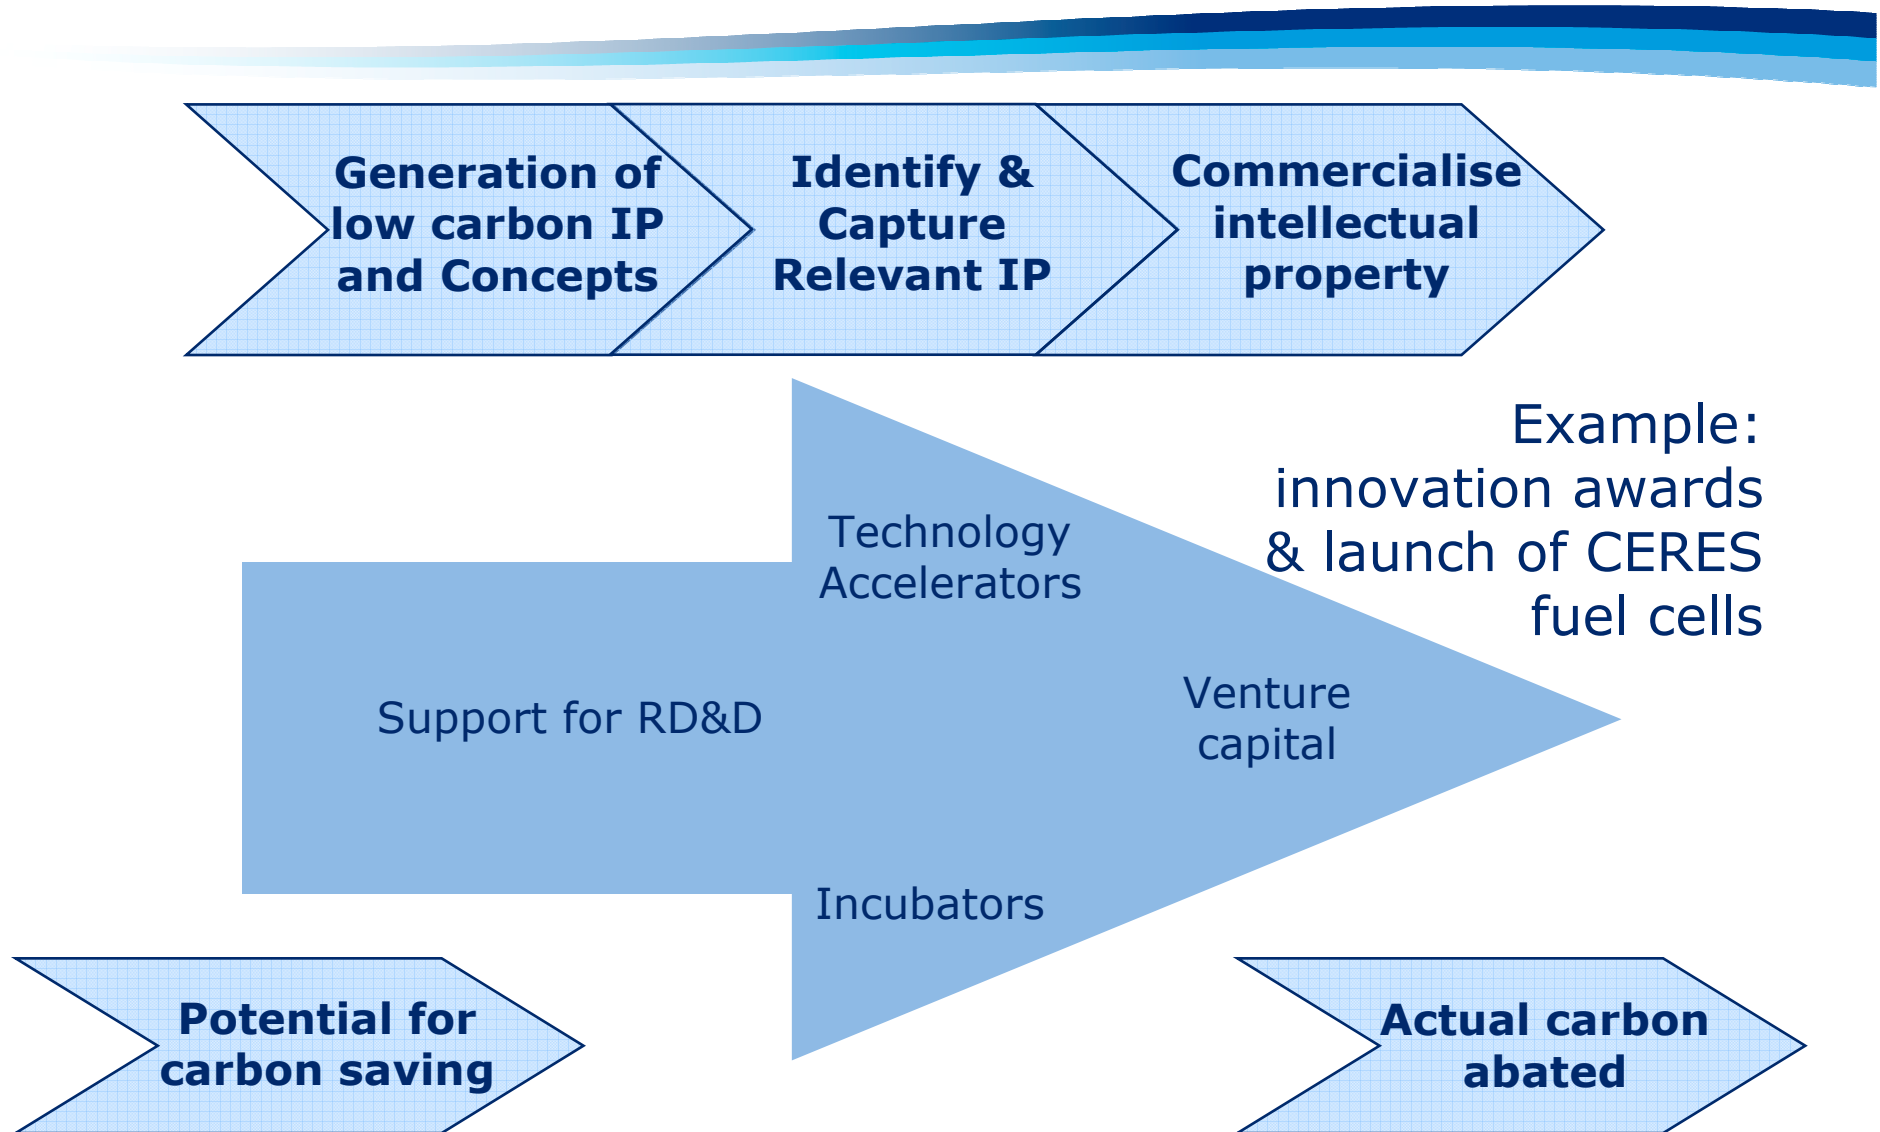 Generation of
low carbon IP
and Concepts
Identify &
Capture
Relevant IP
Commercialise
intellectual
property
Example:
innovation awards
& launch of CERES
fuel cells
Technology
Accelerators
Support for RD&D
Venture
capital
Incubators
Potential for
carbon saving
Actual carbon
abated